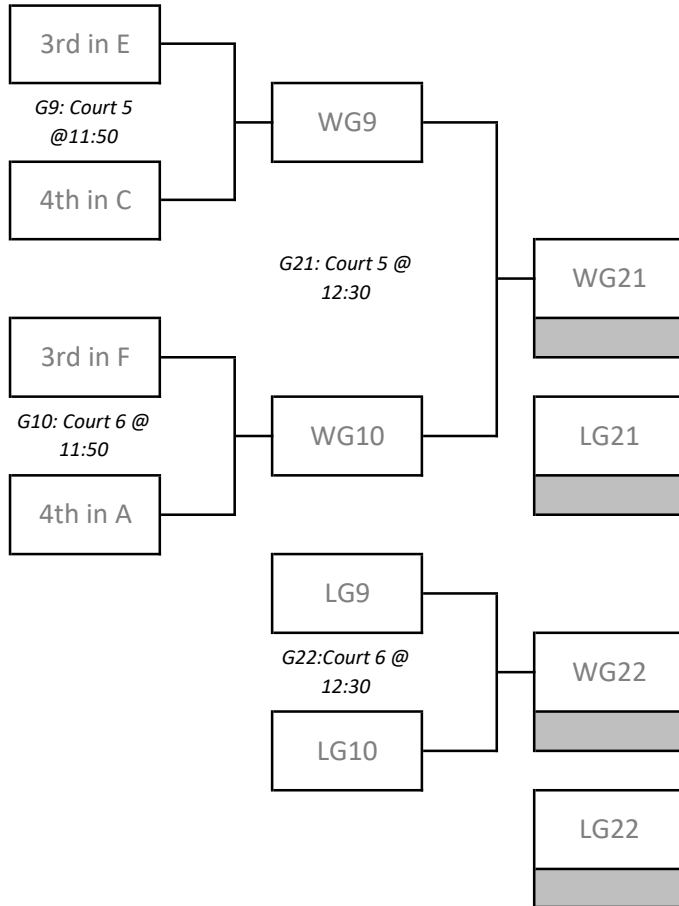 3rd in E
G9: Court 5
@11:50
WG9
4th in C
G21: Court 5 @
12:30
WG21
3rd in F
G10: Court 6 @
11:50
WG10
LG21
4th in A
LG9
G22:Court 6 @
12:30
WG22
LG10
LG22